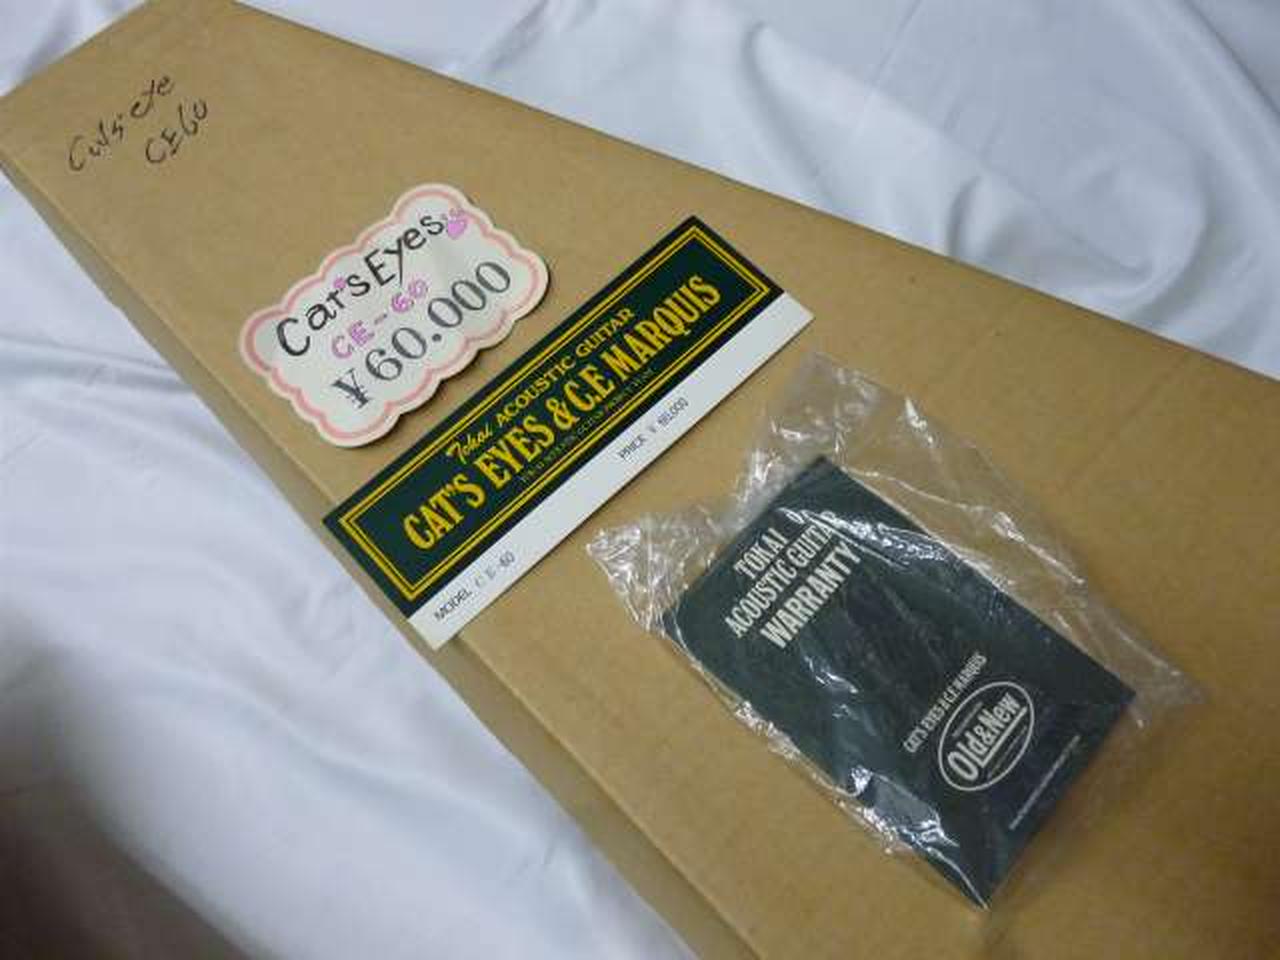 Cat's eye
CE60
Cat's Eyes
CE-60
¥60.000
Tokai ACOUSTIC GUITAR
CAT'S EYES & C.E MARQUIS
MODEL CE-60
PRICE ¥ 60,000
TOKAI
ACOUSTIC GUITAR
WARRANTY
CAT'S EYES & C.E MARQUIS
Old&New